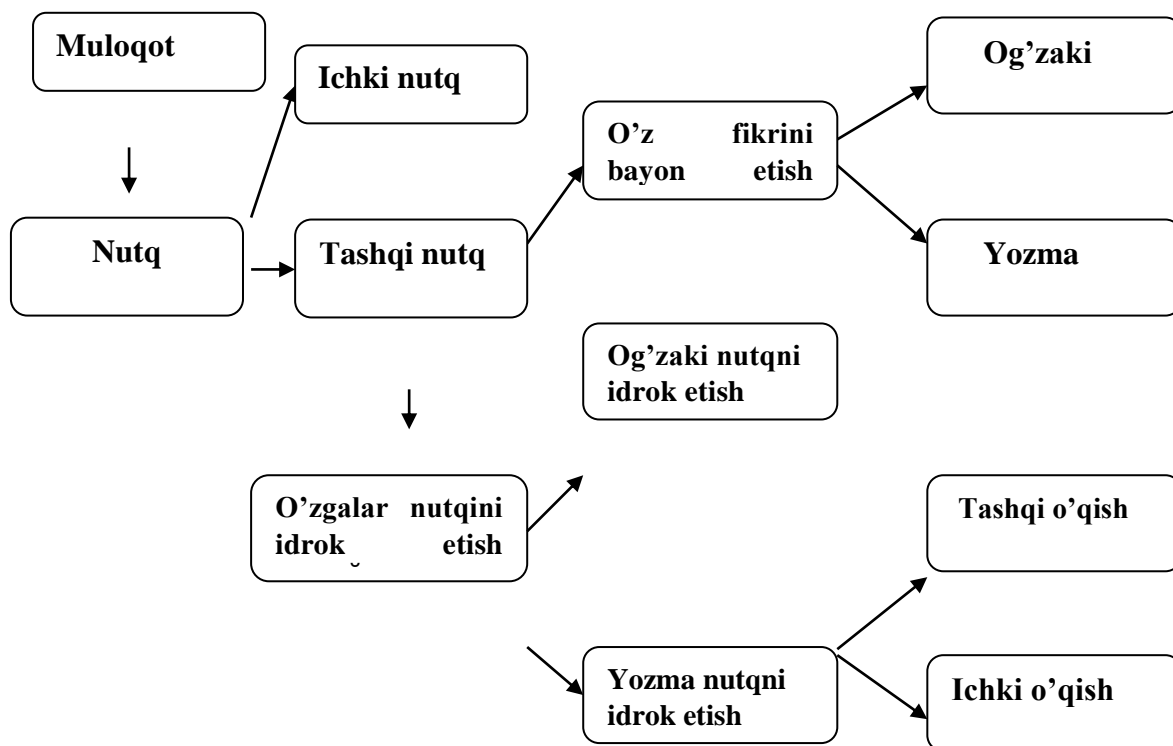 Muloqot
Ichki nutq
Og’zaki
O’z fikrini
bayon etish
Nutq
Tashqi nutq
Yozma
Og’zaki nutqni
idrok etish
O’zgalar nutqini
idrok etish
Tashqi o’qish
Yozma nutqni
idrok etish
Ichki o’qish